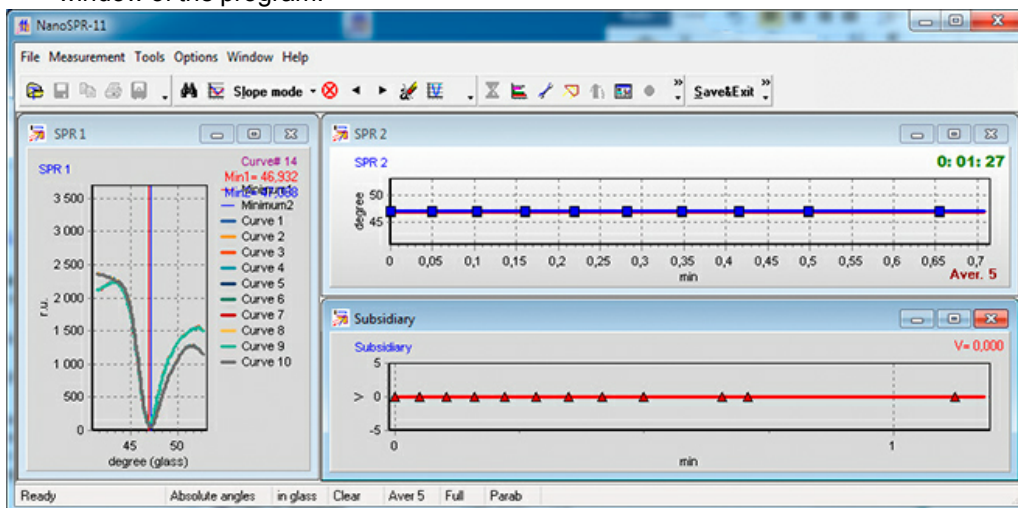 window of the program.
NanoSPR-11
File Measurement Tools Options Window Help
Slope mode
Save&Exit
SPR 1
SPR 1
Curve# 14
Min1= 46,932
Minimum2
Curve 1
Curve 2
Curve 3
Curve 4
Curve 5
Curve 6
Curve 7
Curve 8
Curve 9
Curve 10
r.u.
3 500
3 000
2 500
2 000
1 500
1 000
500
0
45 50
degree (glass)
SPR 2
SPR 2
0: 01: 27
degree
50
45
0 0,05 0,1 0,15 0,2 0,25 0,3 0,35 0,4 0,45 0,5 0,55 0,6 0,65 0,7
min
Aver. 5
Subsidiary
Subsidiary
V= 0,000
V
5
0
-5
0 1
min
Ready Absolute angles in glass Clear Aver 5 Full Parab